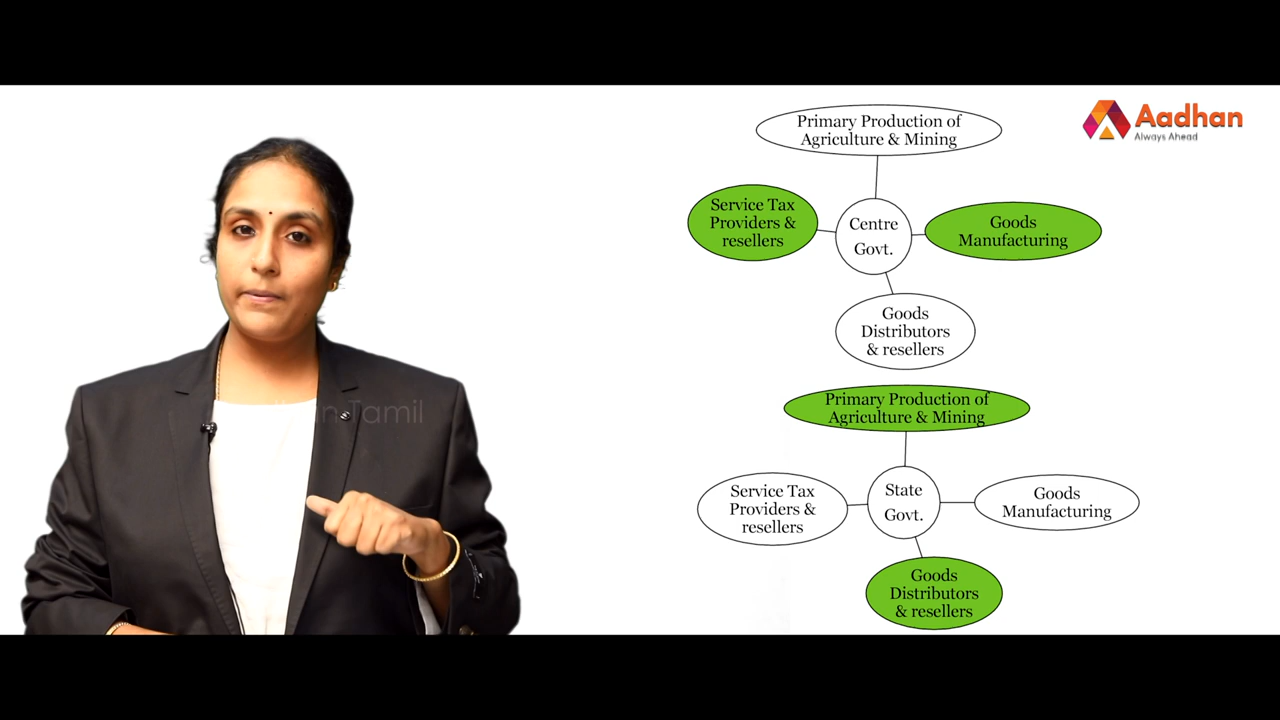 Primary Production of
Agriculture & Mining
Aadhan
Always Ahead
Service Tax
Providers &
resellers
Centre
Govt.
Goods
Manufacturing
Goods
Distributors
& resellers
Primary Production of
Agriculture & Mining
Tamil
Service Tax
Providers &
resellers
State
Govt.
Goods
Manufacturing
Goods
Distributors
& resellers